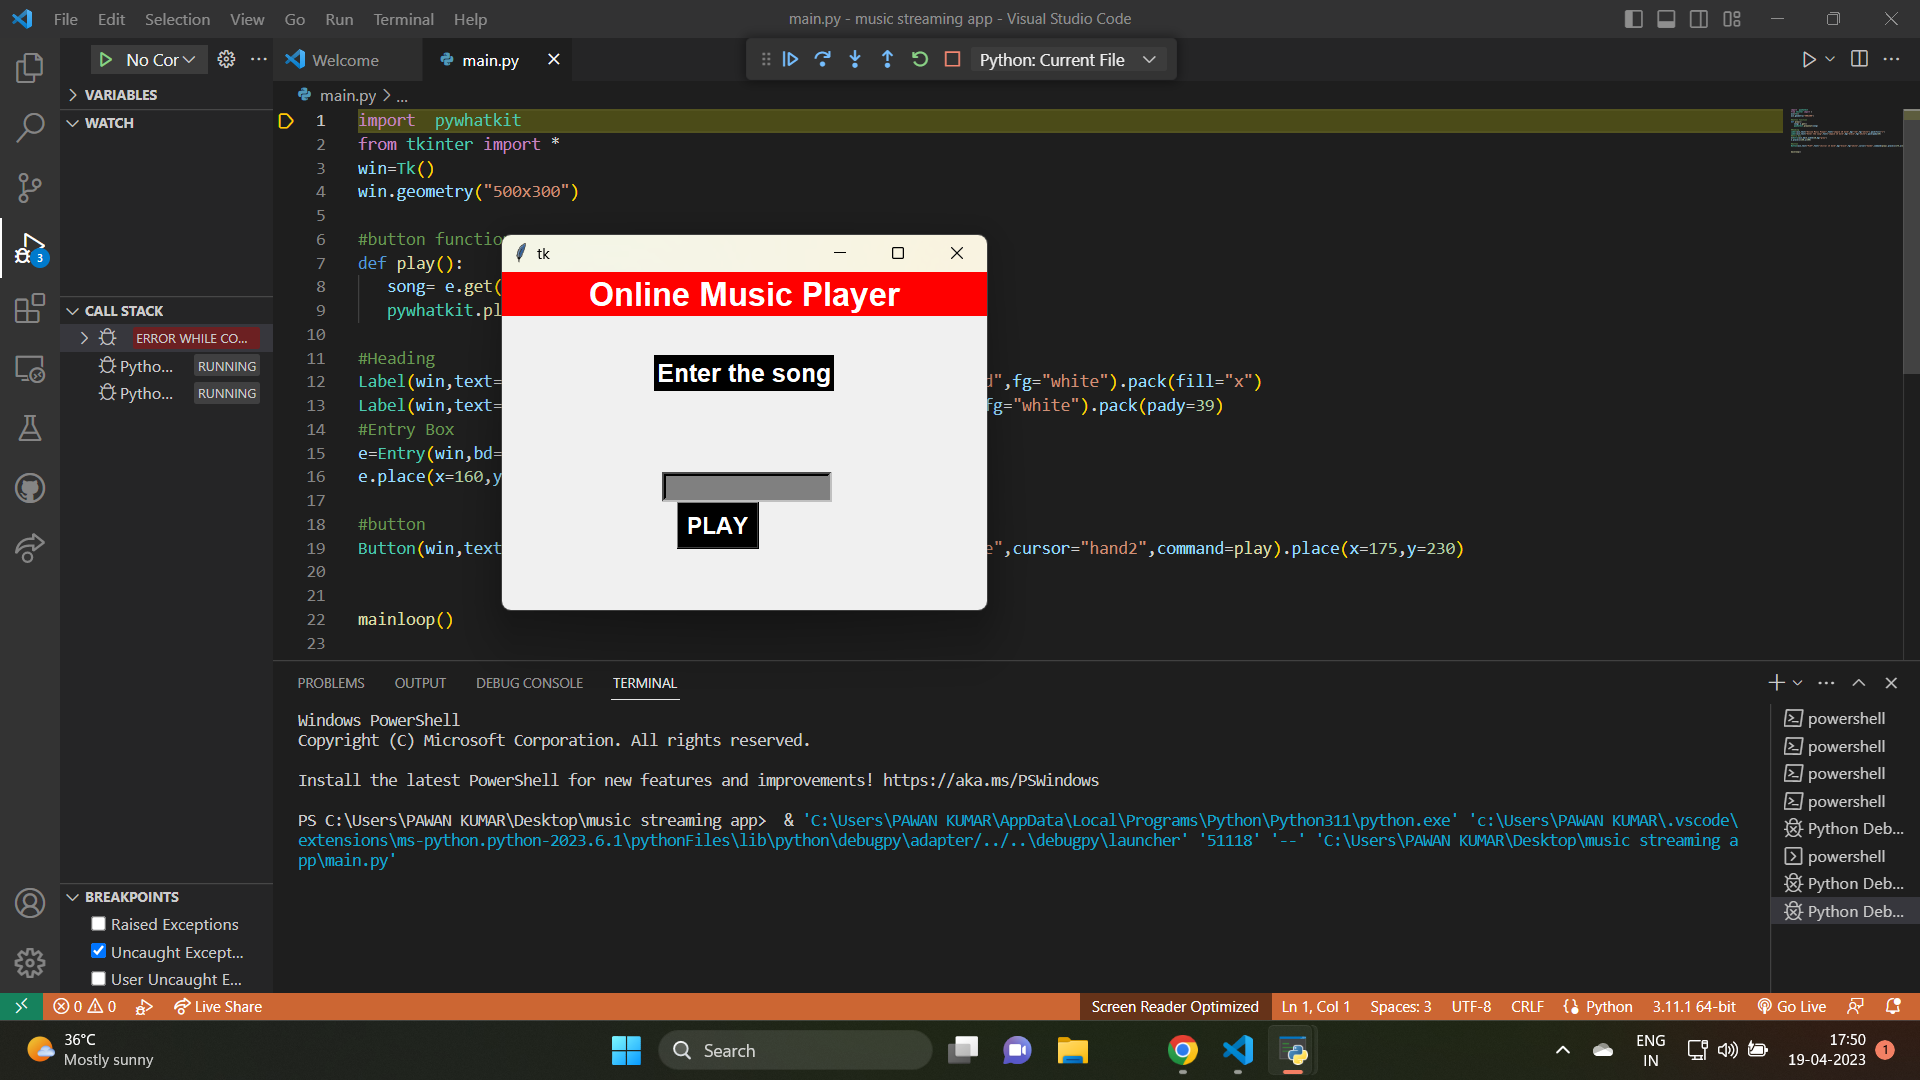 File Edit Selection View Go Run Terminal Help
main.py - music streaming app - Visual Studio Code
No Cor
Welcome
main.py
Python: Current File
VARIABLES
WATCH
CALL STACK
ERROR WHILE CO...
Pytho... RUNNING
Pytho... RUNNING
BREAKPOINTS
Raised Exceptions
Uncaught Except...
User Uncaught E...
main.py > ...
1 import  pywhatkit
2 from tkinter import *
3 win=Tk()
4 win.geometry("500x300")
5
6 #button functio
7 def play():
8 song= e.get(
9 pywhatkit.pl
10
11 #Heading
12 Label(win,text= d",fg="white").pack(fill="x")
13 Label(win,text= fg="white").pack(pady=39)
14 #Entry Box
15 e=Entry(win,bd=
16 e.place(x=160,y
17
18 #button
19 Button(win,text e",cursor="hand2",command=play).place(x=175,y=230)
20
21
22 mainloop()
23
tk
Online Music Player
Enter the song
PLAY
PROBLEMS OUTPUT DEBUG CONSOLE TERMINAL
Windows PowerShell
Copyright (C) Microsoft Corporation. All rights reserved.
Install the latest PowerShell for new features and improvements! https://aka.ms/PSWindows
PS C:\Users\PAWAN KUMAR\Desktop\music streaming app>  & 'C:\Users\PAWAN KUMAR\AppData\Local\Programs\Python\Python311\python.exe' 'c:\Users\PAWAN KUMAR\.vscode\
extensions\ms-python.python-2023.6.1\pythonFiles\lib\python\debugpy\adapter/../..\debugpy\launcher' '51118' '--' 'C:\Users\PAWAN KUMAR\Desktop\music streaming a
pp\main.py'
powershell
powershell
powershell
powershell
Python Deb...
powershell
Python Deb...
Python Deb...
0 0 Live Share
Screen Reader Optimized Ln 1, Col 1 Spaces: 3 UTF-8 CRLF Python 3.11.1 64-bit Go Live
3
36°C
Mostly sunny
Search
ENG
IN
17:50
19-04-2023
1